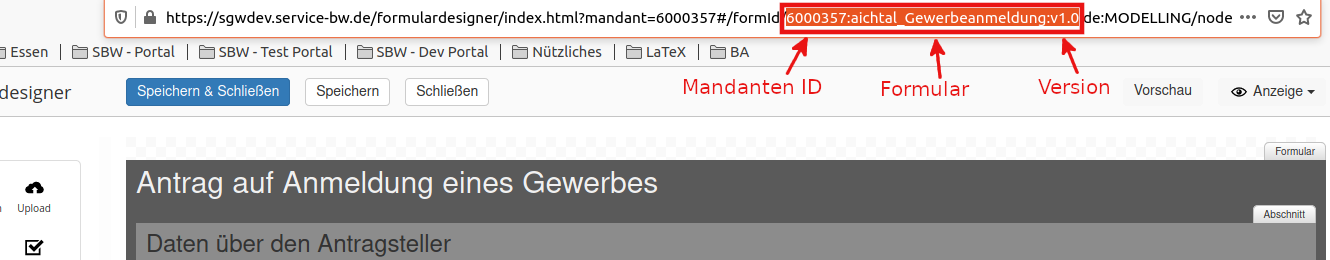 https://sgwdev.service-bw.de/formulardesigner/index.html?mandant=6000357#/formId/6000357:aichtal_Gewerbeanmeldung:v1.0de:MODELLING/node
Essen SBW - Portal SBW - Test Portal SBW - Dev Portal Nützliches LaTeX BA
Mandanten ID Formular Version
designer Speichern & Schließen Speichern Schließen Vorschau Anzeige
Formular
Antrag auf Anmeldung eines Gewerbes
Upload
Abschnitt
Daten über den Antragsteller